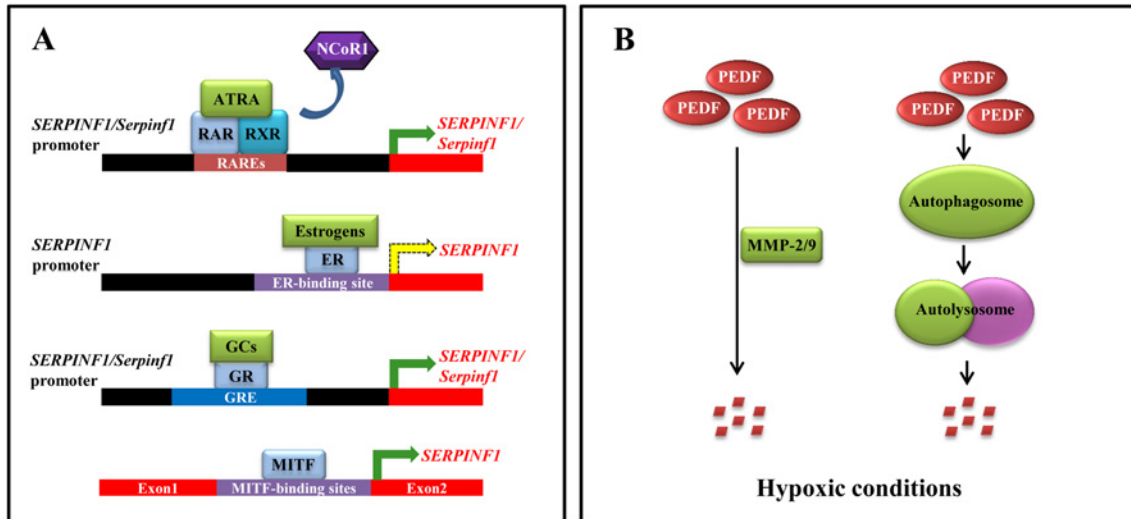 A
NCoR1
ATRA
SERPINF1/Serpinf1
promoter
RAR
RXR
SERPINF1/
Serpinf1
RAREs
Estrogens
SERPINF1
promoter
ER
SERPINF1
ER-binding site
SERPINF1/Serpinf1
promoter
GCs
GR
SERPINF1/
Serpinf1
GRE
MITF
SERPINF1
Exon1
MITF-binding sites
Exon2
B
PEDF
PEDF
PEDF
MMP-2/9
PEDF
PEDF
PEDF
Autophagosome
Autolysosome
Hypoxic conditions